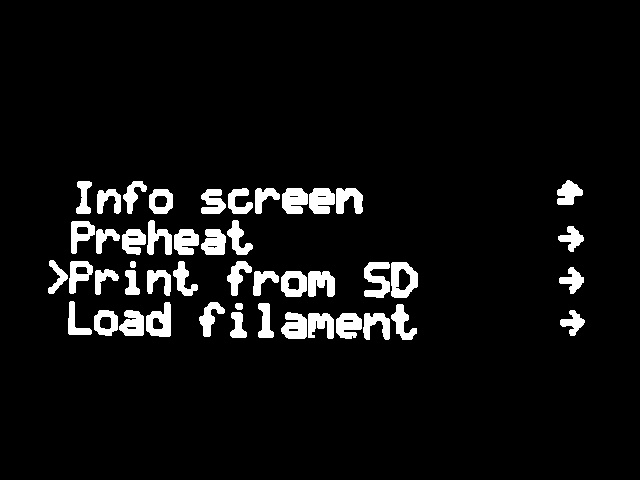 Info screen ↑
Preheat →
>Print from SD →
Load filament →